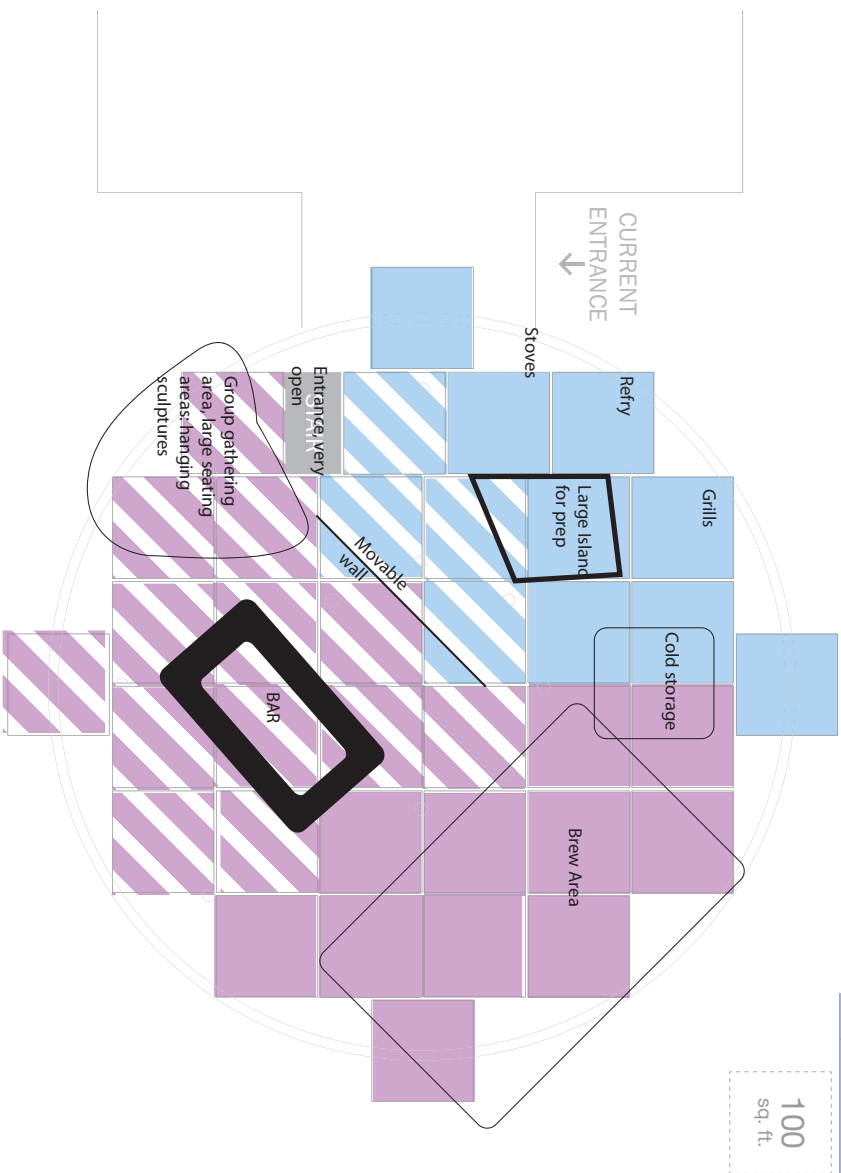 CURRENT
ENTRANCE
Stoves
Refry
Grills
Large Island
for prep
Entrance, very
open
STAIR
Group gathering
area, large seating
areas: hanging
sculptures
Movable
wall
Cold storage
BAR
Brew Area
100
sq. ft.